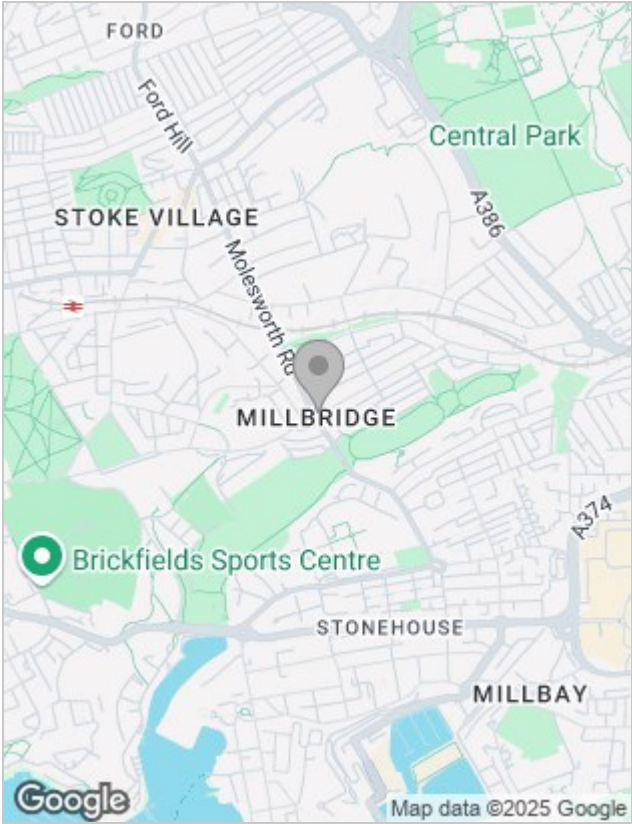 FORD
Ford Hill
Central Park
A386
STOKE VILLAGE
Molesworth Rd
MILLBRIDGE
A374
Brickfields Sports Centre
STONEHOUSE
MILLBAY
Google
Map data ©2025 Google